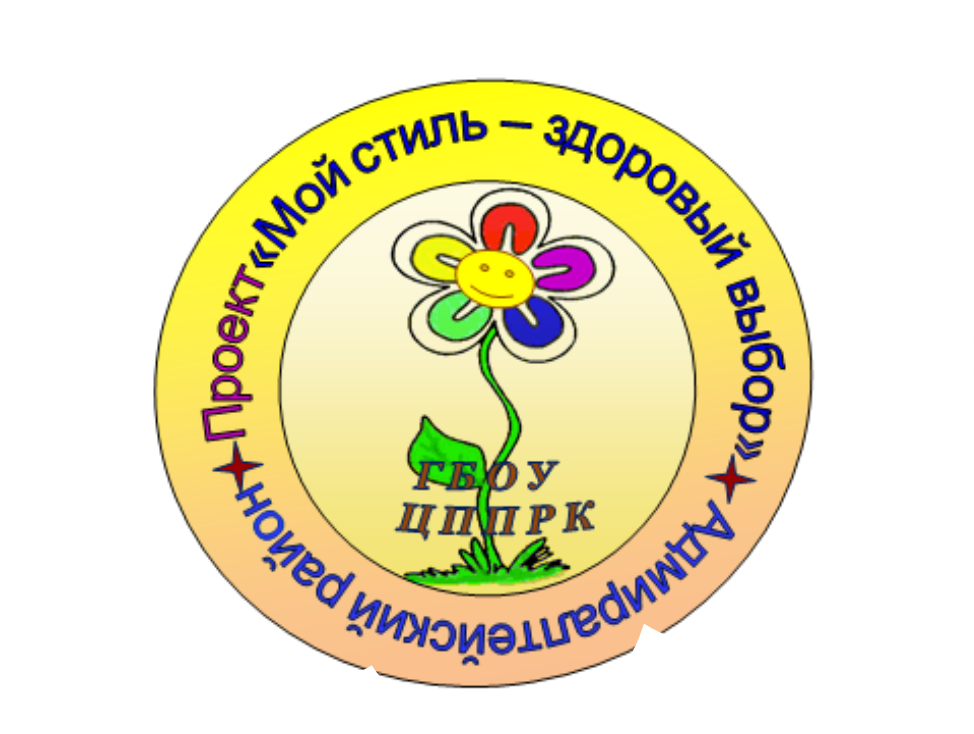 Проект«Мой стиль – здоровый выбор»
Адмиралтейский район
ГБОУ
ЦППРК